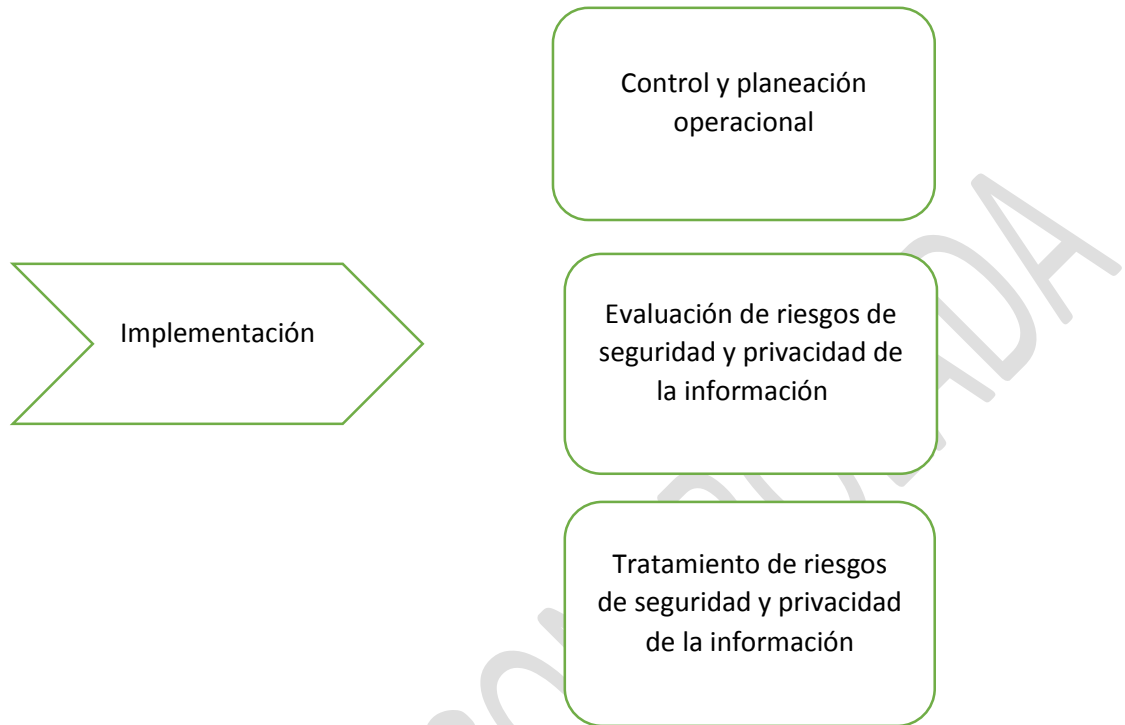 Control y planeación
operacional
Implementación
Evaluación de riesgos de
seguridad y privacidad de
la información
Tratamiento de riesgos
de seguridad y privacidad
de la información